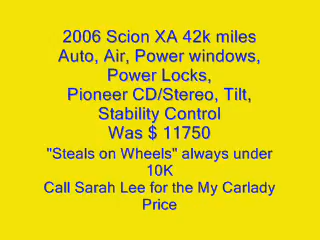 2006 Scion XA 42k miles
Auto, Air, Power windows,
Power Locks,
Pioneer CD/Stereo, Tilt,
Stability Control
Was $ 11750
"Steals on Wheels" always under
10K
Call Sarah Lee for the My Carlady
Price